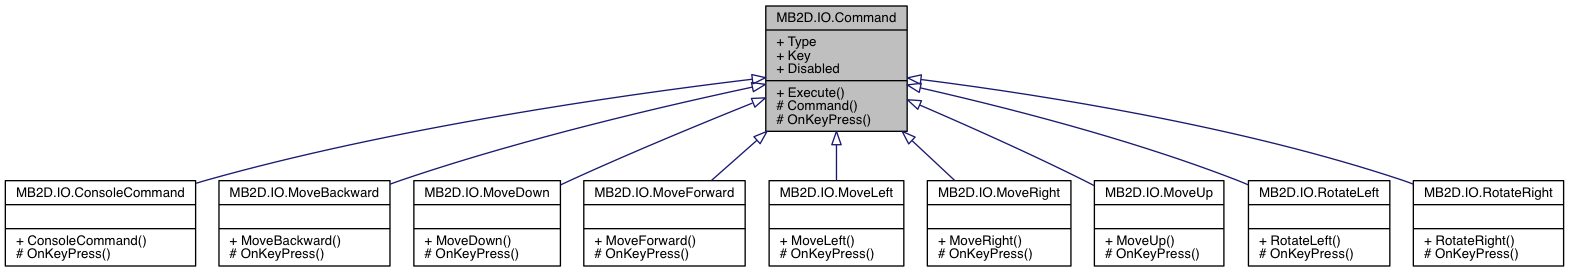 MB2D.IO.Command
+ Type
+ Key
+ Disabled
+ Execute()
# Command()
# OnKeyPress()
MB2D.IO.ConsoleCommand
+ ConsoleCommand()
# OnKeyPress()
MB2D.IO.MoveBackward
+ MoveBackward()
# OnKeyPress()
MB2D.IO.MoveDown
+ MoveDown()
# OnKeyPress()
MB2D.IO.MoveForward
+ MoveForward()
# OnKeyPress()
MB2D.IO.MoveLeft
+ MoveLeft()
# OnKeyPress()
MB2D.IO.MoveRight
+ MoveRight()
# OnKeyPress()
MB2D.IO.MoveUp
+ MoveUp()
# OnKeyPress()
MB2D.IO.RotateLeft
+ RotateLeft()
# OnKeyPress()
MB2D.IO.RotateRight
+ RotateRight()
# OnKeyPress()